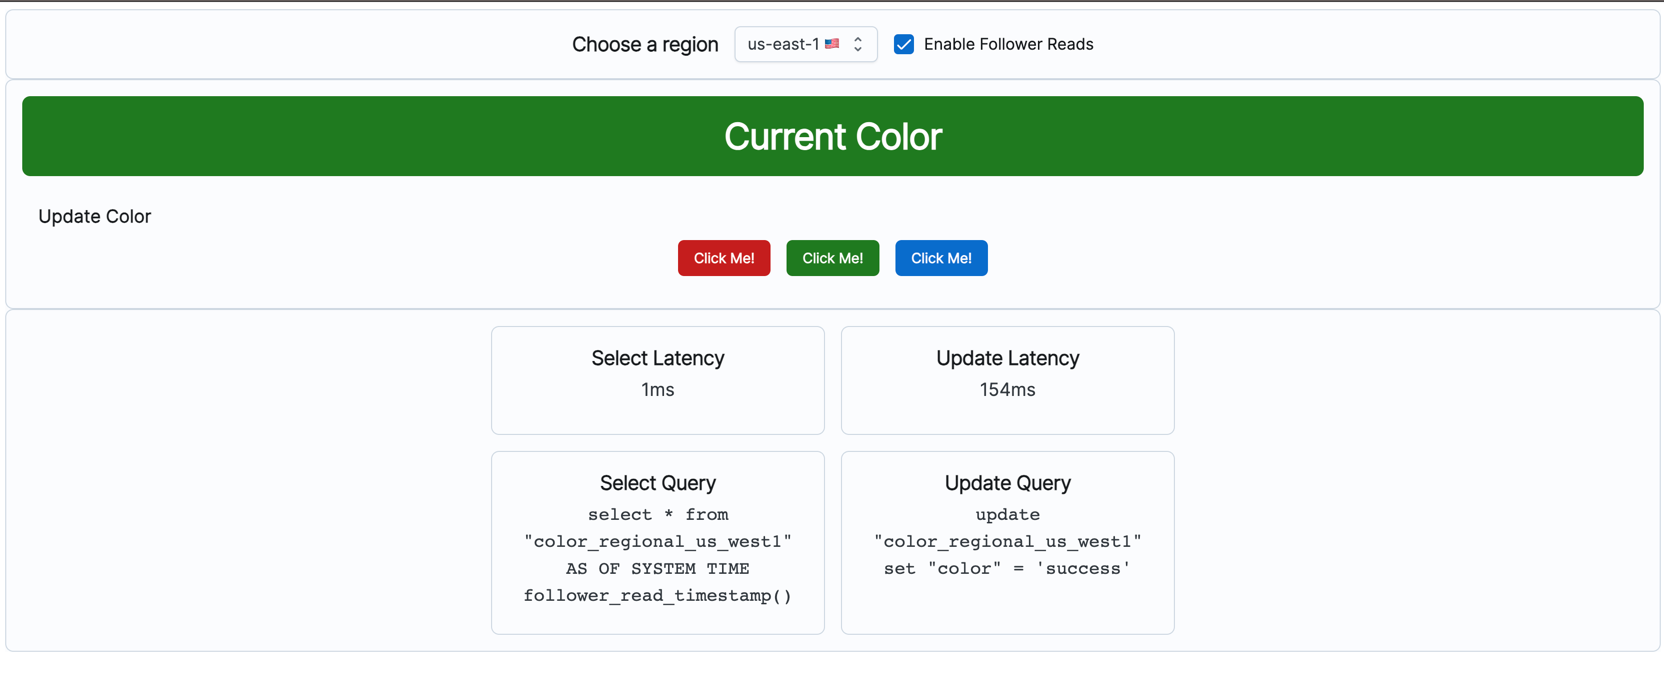 Choose a region us-east-1 🇺🇸 Enable Follower Reads
Current Color
Update Color
Click Me! Click Me! Click Me!
Select Latency
1ms
Update Latency
154ms
Select Query
select * from
"color_regional_us_west1"
AS OF SYSTEM TIME
follower_read_timestamp()
Update Query
update
"color_regional_us_west1"
set "color" = 'success'